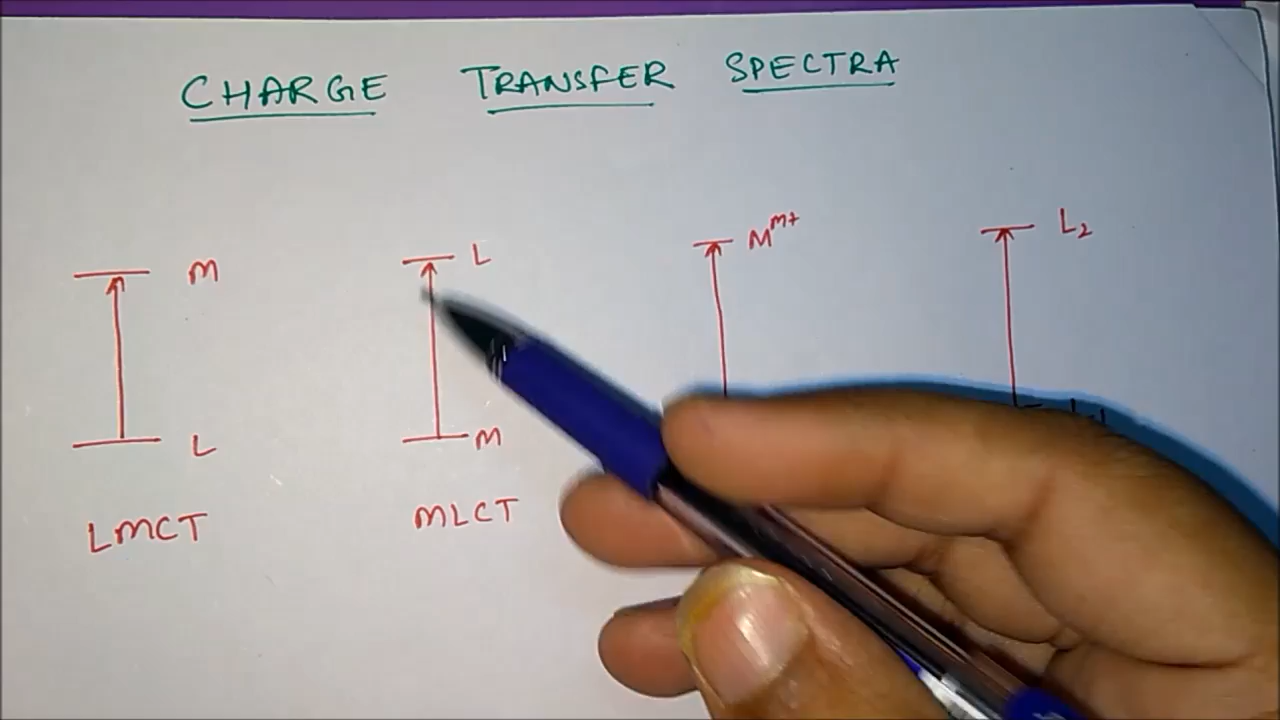 CHARGE TRANSFER SPECTRA
M L M^m+ L2
L M
LMCT MLCT